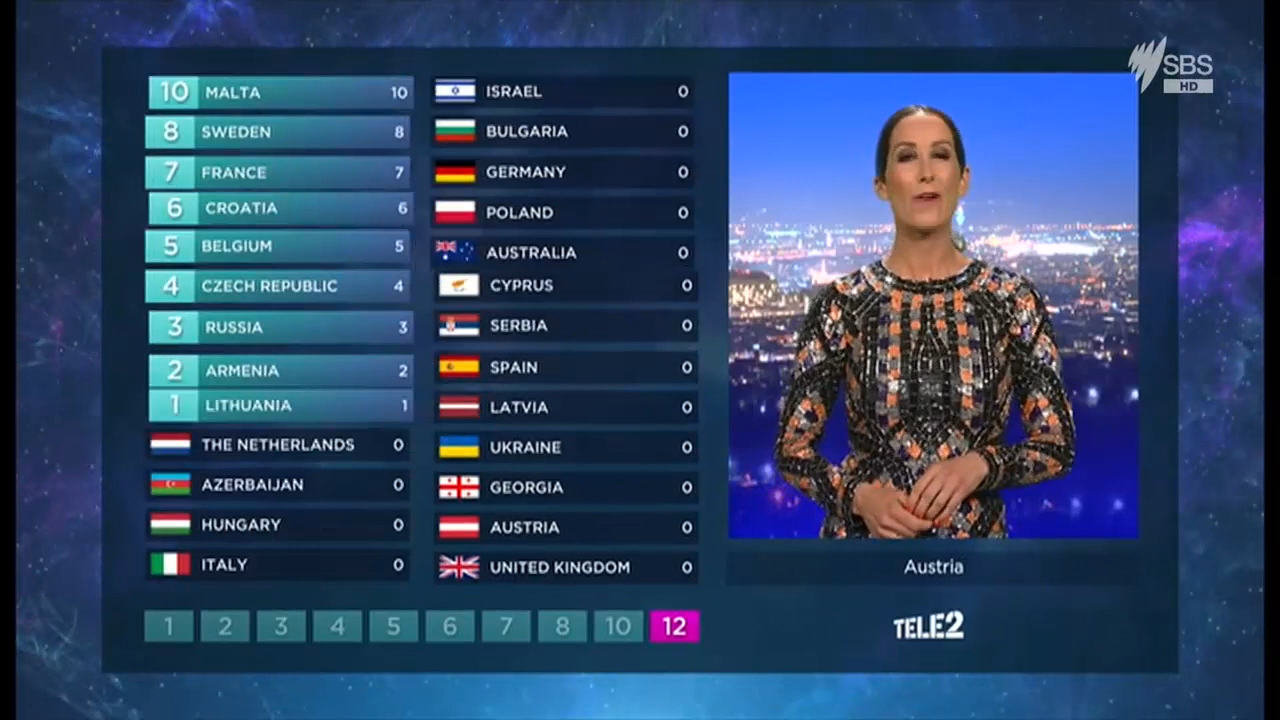 10 MALTA 10
8 SWEDEN 8
7 FRANCE 7
6 CROATIA 6
5 BELGIUM 5
4 CZECH REPUBLIC 4
3 RUSSIA 3
2 ARMENIA 2
1 LITHUANIA 1
THE NETHERLANDS 0
AZERBAIJAN 0
HUNGARY 0
ITALY 0
ISRAEL 0
BULGARIA 0
GERMANY 0
POLAND 0
AUSTRALIA 0
CYPRUS 0
SERBIA 0
SPAIN 0
LATVIA 0
UKRAINE 0
GEORGIA 0
AUSTRIA 0
UNITED KINGDOM 0
1 2 3 4 5 6 7 8 10 12
SBS
HD
Austria
TELE2